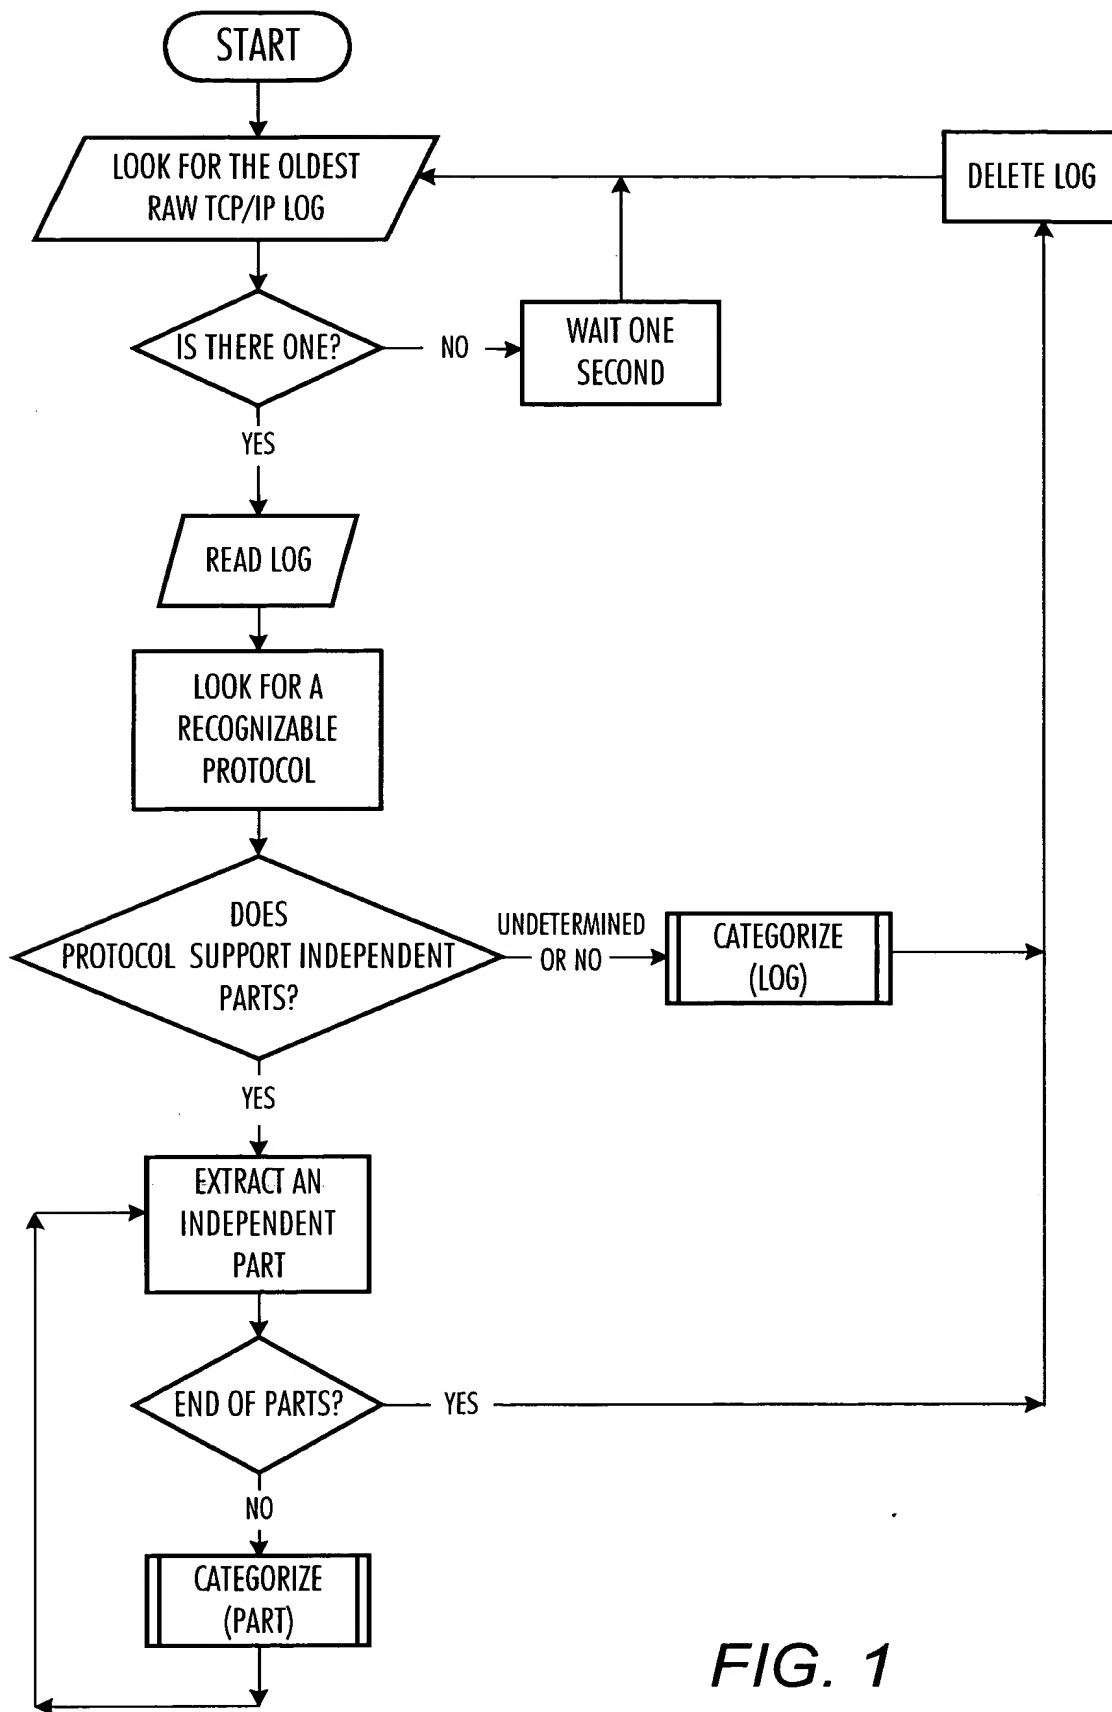 START
LOOK FOR THE OLDEST
RAW TCP/IP LOG
DELETE LOG
IS THERE ONE?
NO
WAIT ONE
SECOND
YES
READ LOG
LOOK FOR A
RECOGNIZABLE
PROTOCOL
DOES
PROTOCOL SUPPORT INDEPENDENT
PARTS?
UNDETERMINED
OR NO
CATEGORIZE
(LOG)
YES
EXTRACT AN
INDEPENDENT
PART
END OF PARTS?
YES
NO
CATEGORIZE
(PART)
FIG. 1